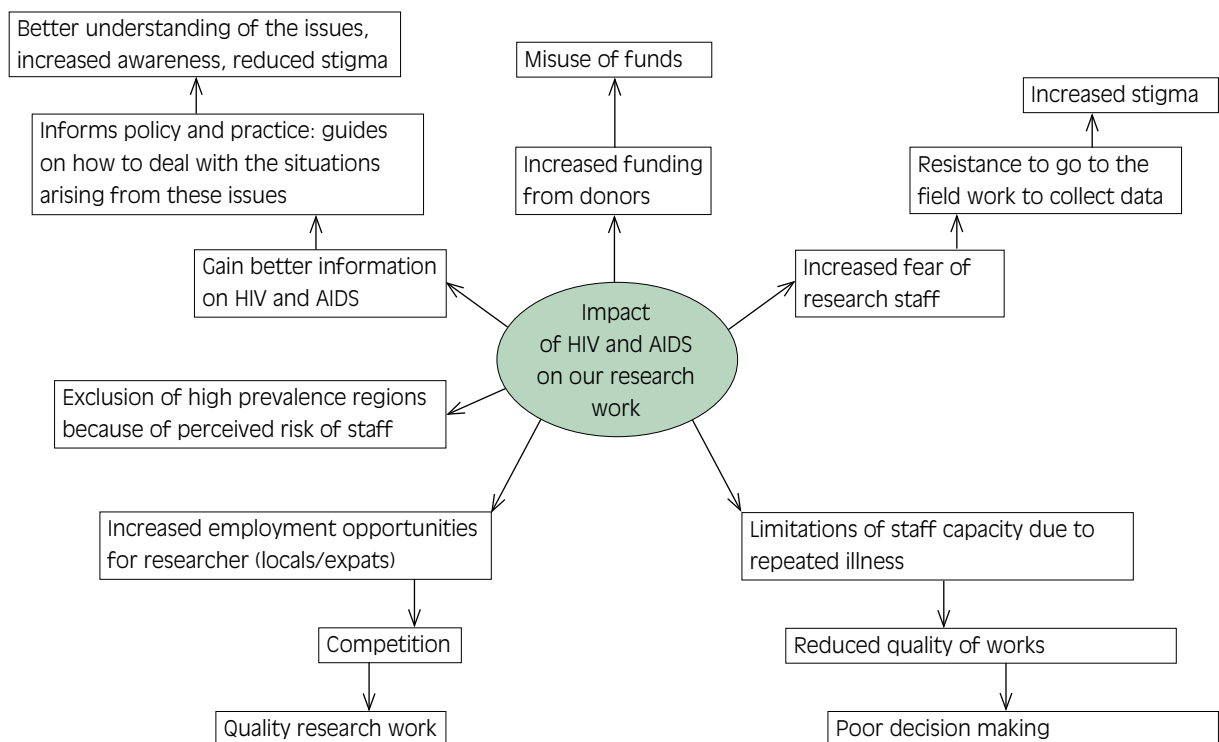 Better understanding of the issues,
increased awareness, reduced stigma
Misuse of funds
Increased stigma
Informs policy and practice: guides
on how to deal with the situations
arising from these issues
Increased funding
from donors
Resistance to go to the
field work to collect data
Gain better information
on HIV and AIDS
Increased fear of
research staff
Impact
of HIV and AIDS
on our research
work
Exclusion of high prevalence regions
because of perceived risk of staff
Increased employment opportunities
for researcher (locals/expats)
Limitations of staff capacity due to
repeated illness
Competition
Reduced quality of works
Quality research work
Poor decision making